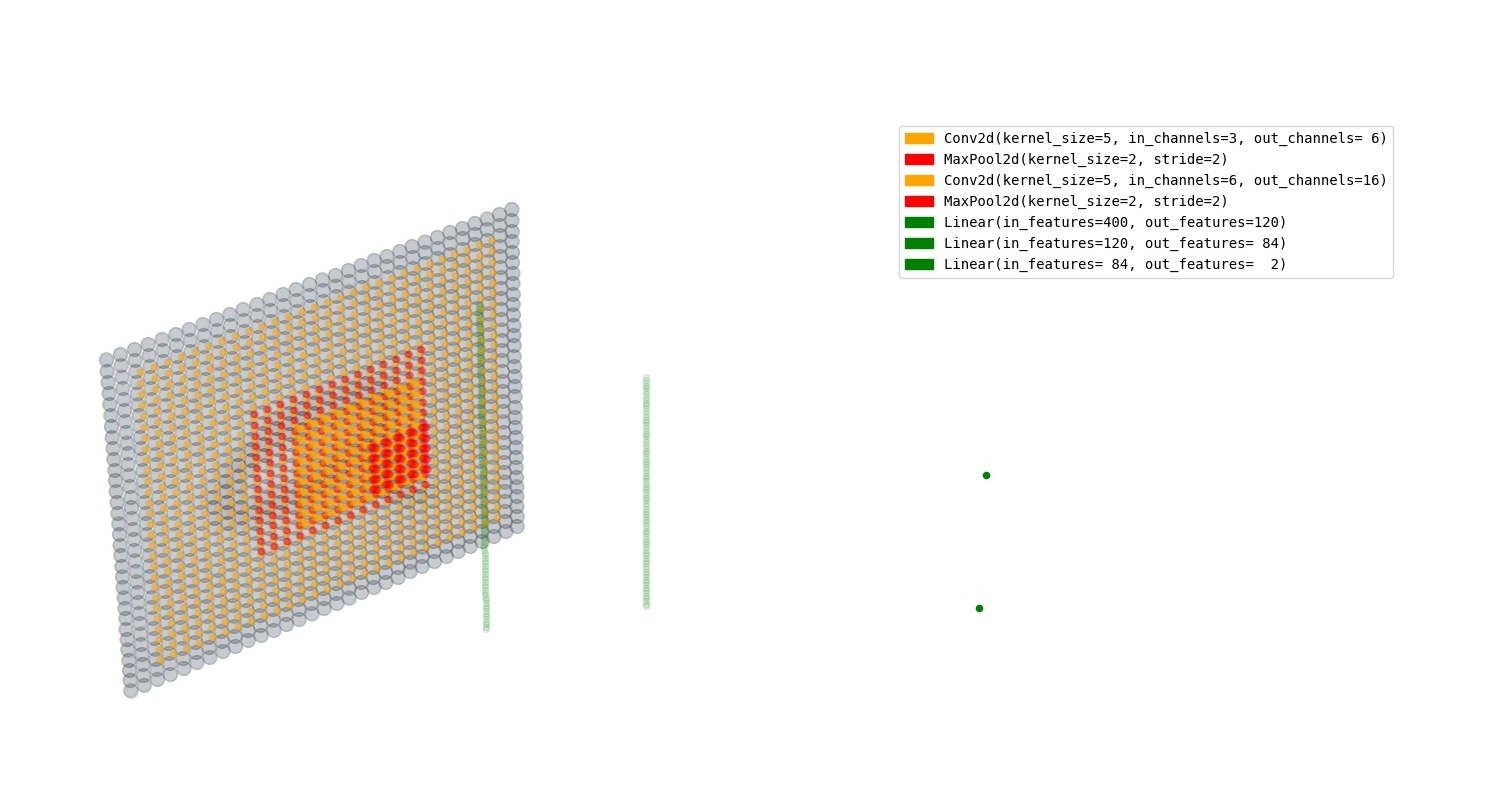 Conv2d(kernel_size=5, in_channels=3, out_channels= 6)
MaxPool2d(kernel_size=2, stride=2)
Conv2d(kernel_size=5, in_channels=6, out_channels=16)
MaxPool2d(kernel_size=2, stride=2)
Linear(in_features=400, out_features=120)
Linear(in_features=120, out_features= 84)
Linear(in_features= 84, out_features=  2)